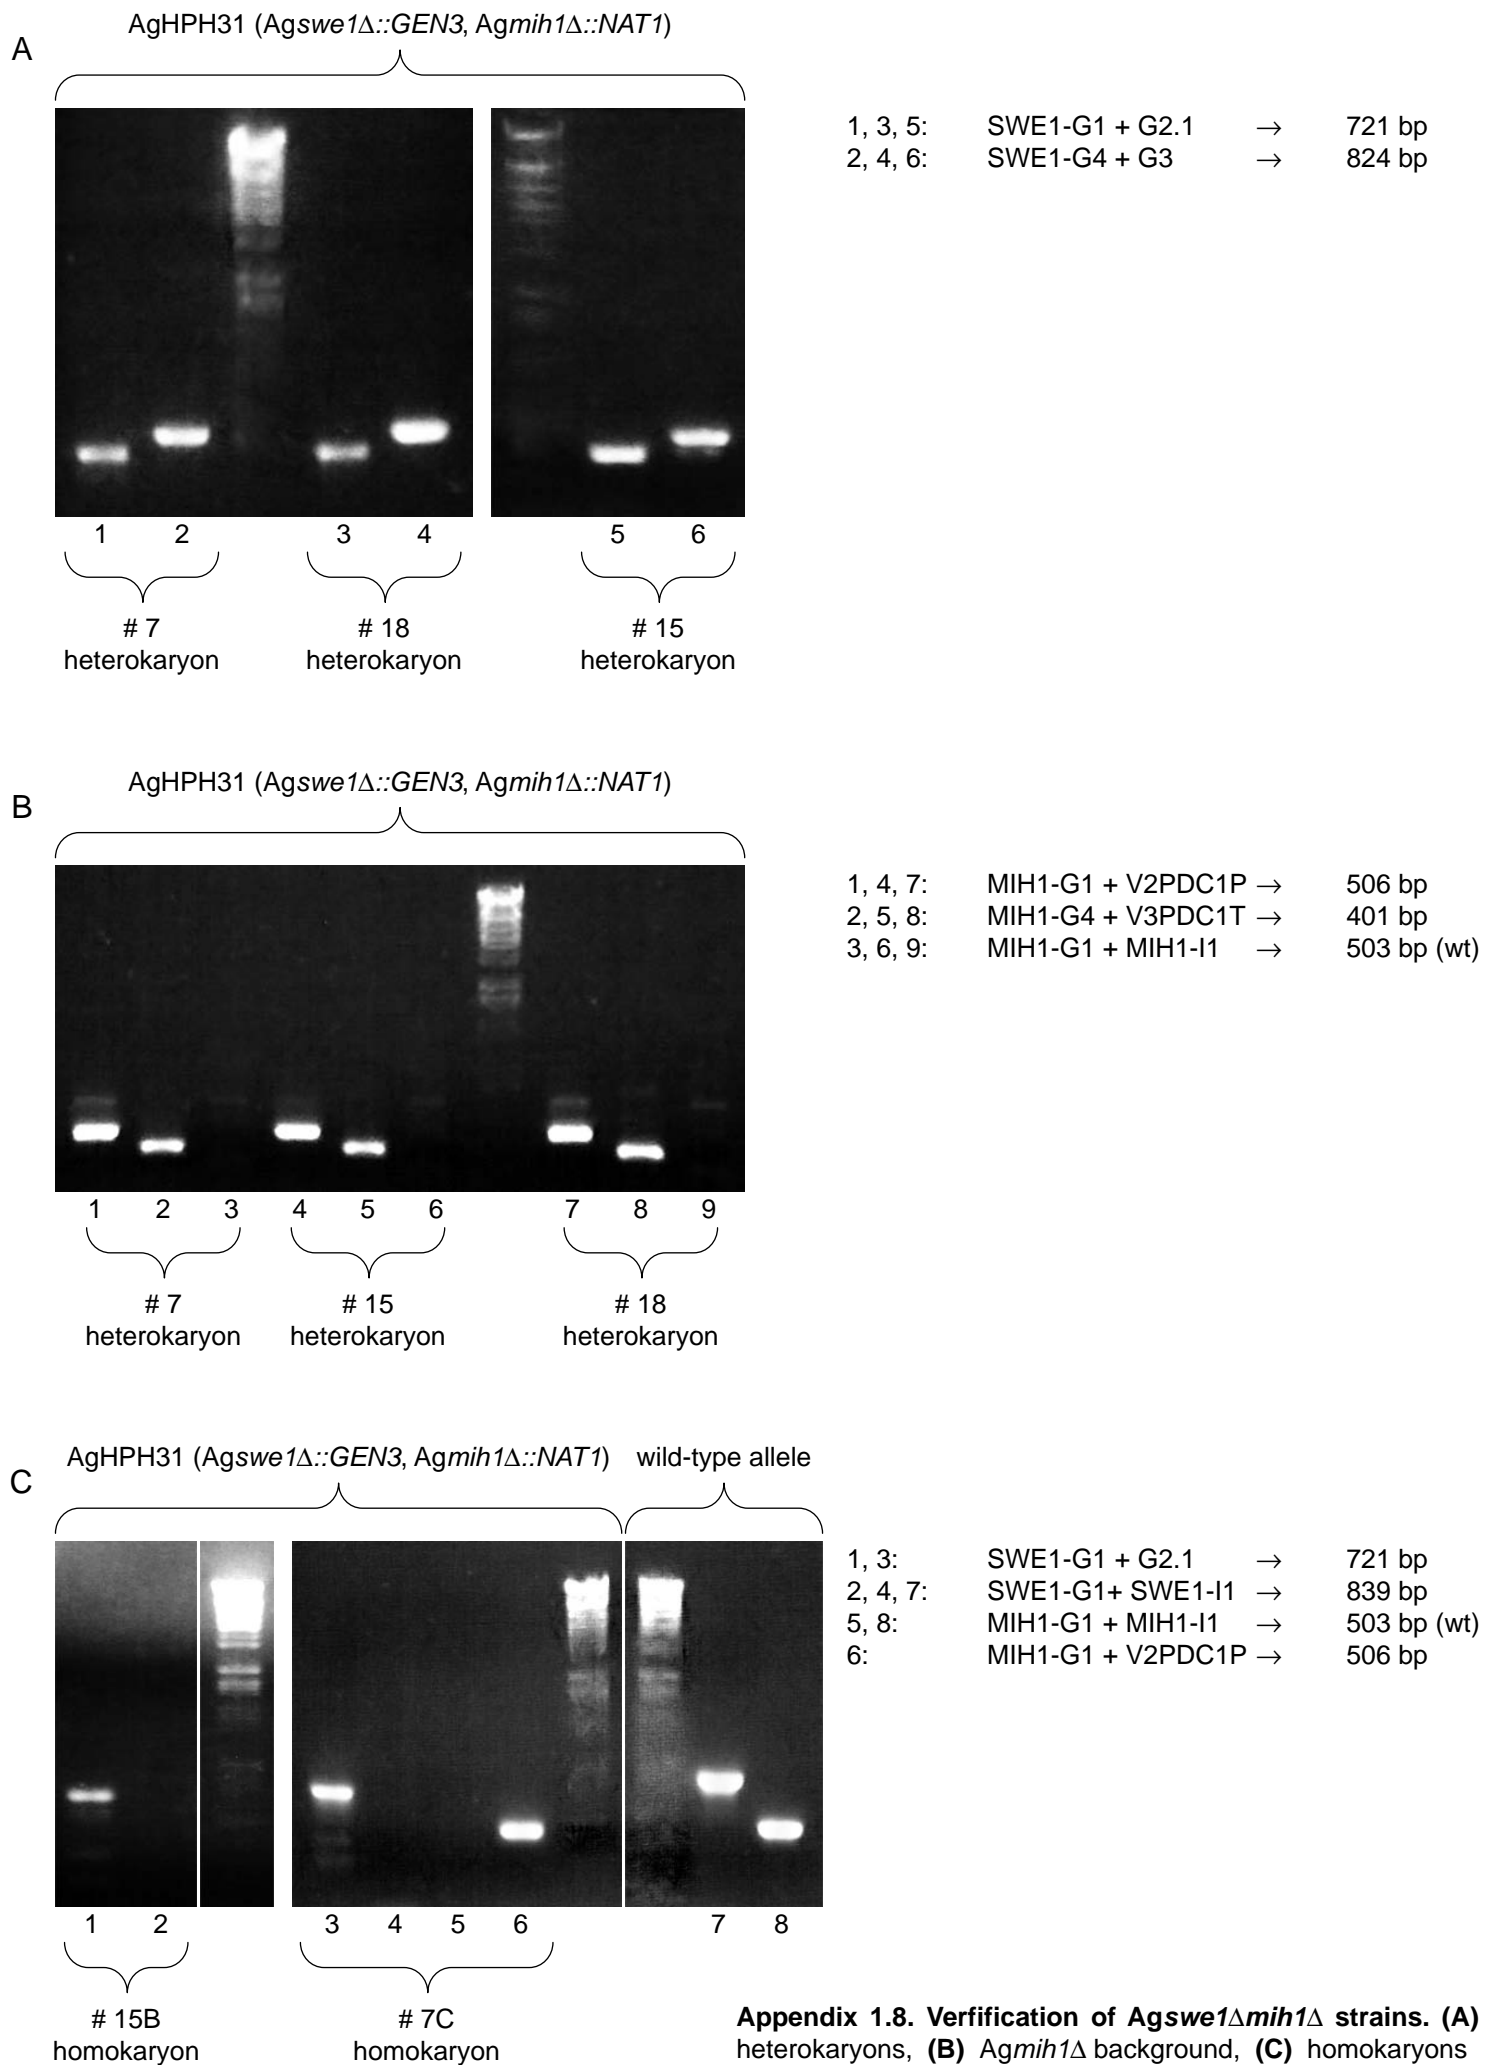 AgHPH31 (Agswe1Δ::GEN3, Agmih1Δ::NAT1)
A
1, 3, 5: SWE1-G1 + G2.1 → 721 bp
2, 4, 6: SWE1-G4 + G3 → 824 bp
1 2 3 4 5 6
# 7 # 18 # 15
heterokaryon heterokaryon heterokaryon
AgHPH31 (Agswe1Δ::GEN3, Agmih1Δ::NAT1)
B
1, 4, 7: MIH1-G1 + V2PDC1P → 506 bp
2, 5, 8: MIH1-G4 + V3PDC1T → 401 bp
3, 6, 9: MIH1-G1 + MIH1-I1 → 503 bp (wt)
1 2 3 4 5 6 7 8 9
# 7 # 15 # 18
heterokaryon heterokaryon heterokaryon
AgHPH31 (Agswe1Δ::GEN3, Agmih1Δ::NAT1) wild-type allele
C
1, 3: SWE1-G1 + G2.1 → 721 bp
2, 4, 7: SWE1-G1+ SWE1-I1 → 839 bp
5, 8: MIH1-G1 + MIH1-I1 → 503 bp (wt)
6: MIH1-G1 + V2PDC1P → 506 bp
1 2 3 4 5 6 7 8
# 15B # 7C
homokaryon homokaryon
Appendix 1.8. Verfification of Agswe1Δmih1Δ strains. (A)
heterokaryons, (B) Agmih1Δ background, (C) homokaryons